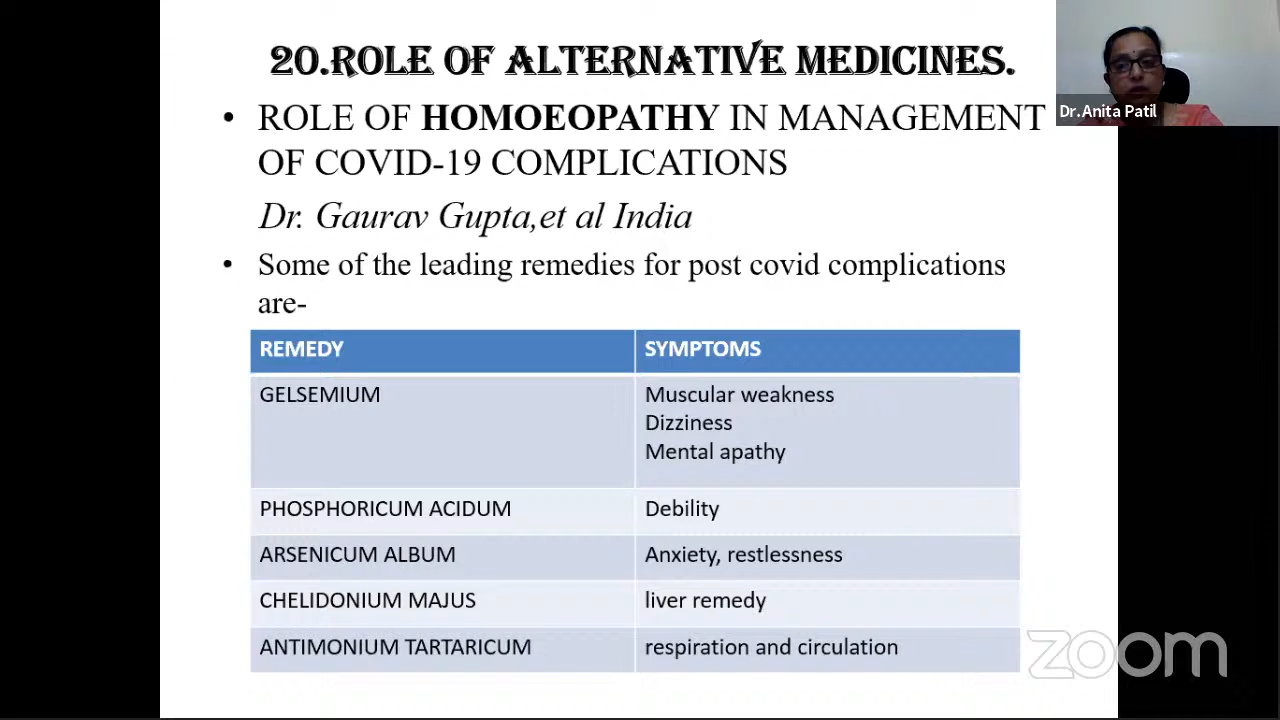 20.ROLE OF ALTERNATIVE MEDICINES.
Dr.Anita Patil
• ROLE OF HOMOEOPATHY IN MANAGEMENT
OF COVID-19 COMPLICATIONS
Dr. Gaurav Gupta,et al India
• Some of the leading remedies for post covid complications
are-
REMEDY SYMPTOMS
GELSEMIUM Muscular weakness
Dizziness
Mental apathy
PHOSPHORICUM ACIDUM Debility
ARSENICUM ALBUM Anxiety, restlessness
CHELIDONIUM MAJUS liver remedy
ANTIMONIUM TARTARICUM respiration and circulation
zoom